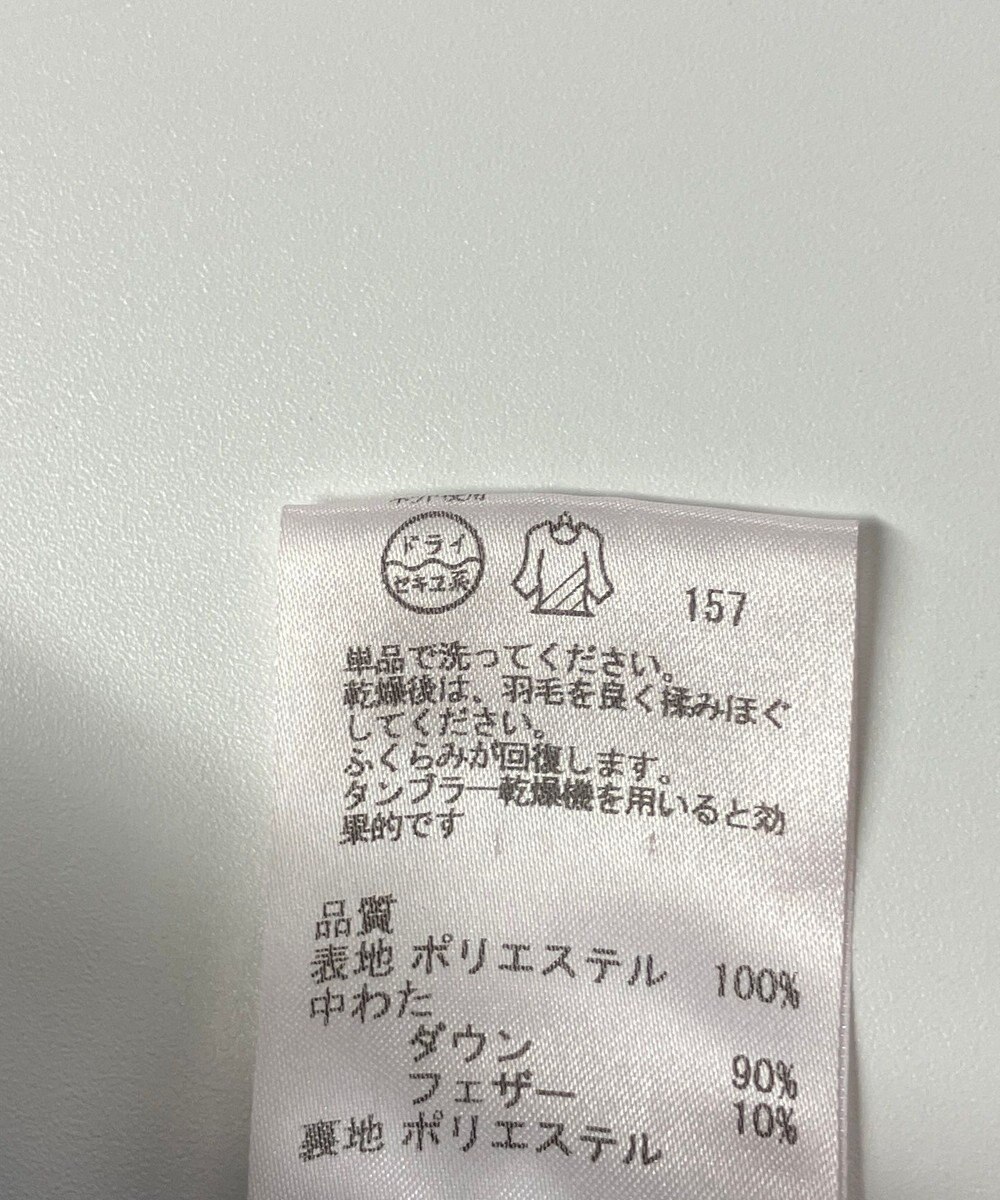 ネット使用
ドライ
セキユ系
157
単品で洗ってください。
乾燥後は、羽毛を良く揉みほぐ
してください。
ふくらみが回復します。
タンブラー乾燥機を用いると効
果的です
品質
表地 ポリエステル 100%
中わた
ダウン 90%
フェザー 10%
裏地 ポリエステル